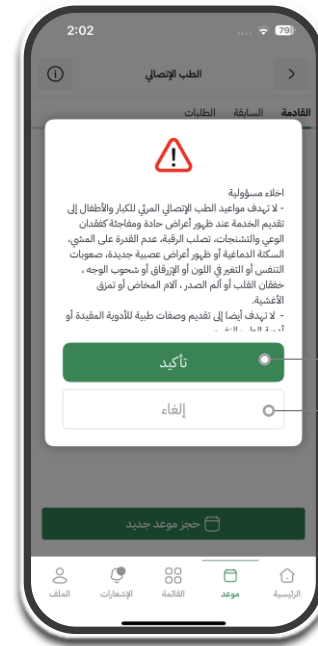 2:02
79
الطب الإتصالي
القادمة السابقة الطلبات
اخلاء مسؤولية
- لا تهدف مواعيد الطب الإتصالي المرئي للكبار والأطفال إلى
تقديم الخدمة عند ظهور أعراض حادة ومفاجئة كفقدان
الوعي والتشنجات، تصلب الرقبة، عدم القدرة على المشي،
السكتة الدماغية أو ظهور أعراض عصبية جديدة، صعوبات
التنفس أو التغير في اللون أو الإزرقاق أو شحوب الوجه ،
خفقان القلب أو ألم الصدر ، آلام المخاض أو تمزق
الأغشية.
- لا تهدف أيضا إلى تقديم وصفات طبية للأدوية المقيدة أو
تأكيد
إلغاء
حجز موعد جديد
الرئيسية موعد القائمة الإشعارات الملف